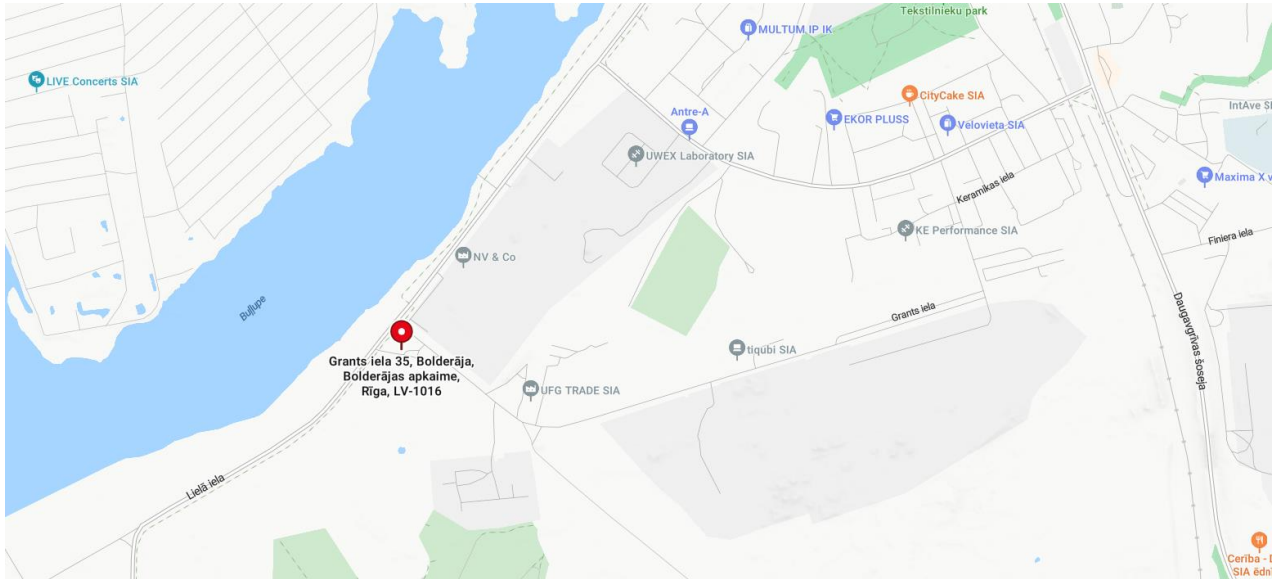 Tekstilnieku park
MULTUM IP IK
LIVE Concerts SIA
CityCake SIA
IntAve
Antre-A
EKOR PLUSS
Velovieta SIA
UWEX Laboratory SIA
Maxima X
Keramikas iela
KE Performance SIA
Finiera iela
NV & Co
Buļļupe
Daugavgrīvas šoseja
Grants iela
Grants iela 35, Bolderāja,
Bolderājas apkaime,
Rīga, LV-1016
tiqubi SIA
UFG TRADE SIA
Lielā iela
Cerība - D
SIA ēdn